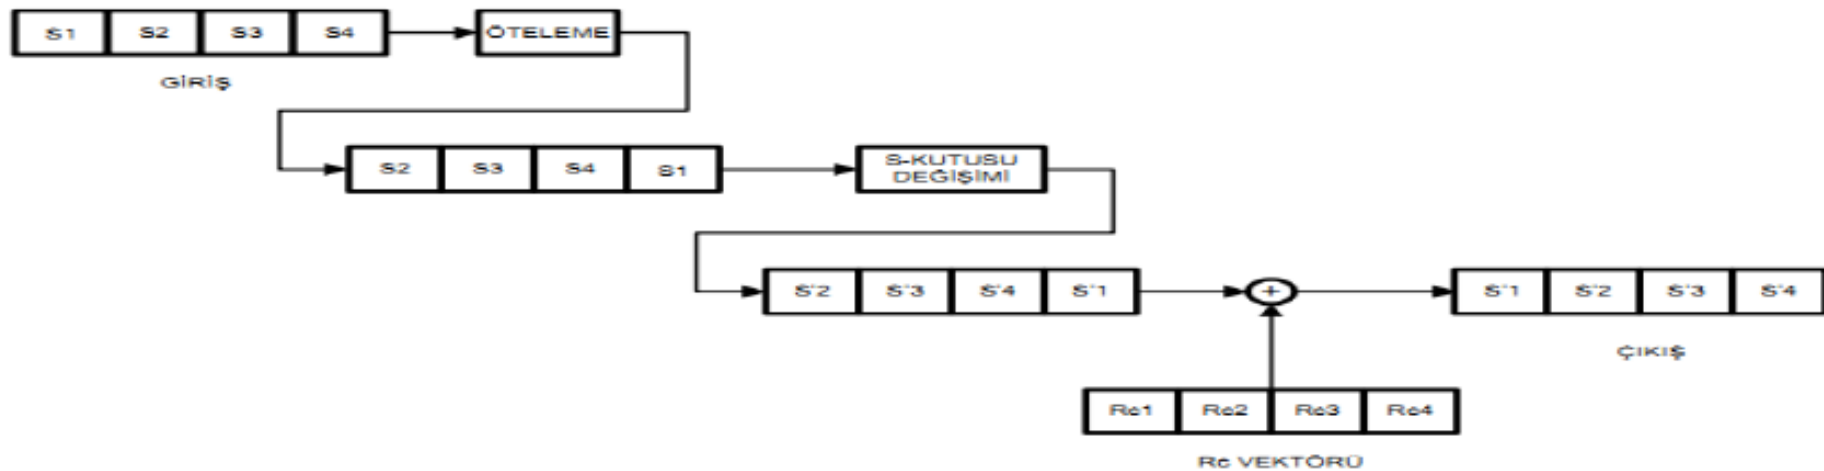 S1 S2 S3 S4 ÖTELEME
GİRİŞ
S2 S3 S4 S1 S-KUTUSU
DEĞİŞİMİ
S'2 S'3 S'4 S'1 + S'1 S'2 S'3 S'4
ÇIKIŞ
Rc1 Rc2 Rc3 Rc4
Rc VEKTÖRÜ